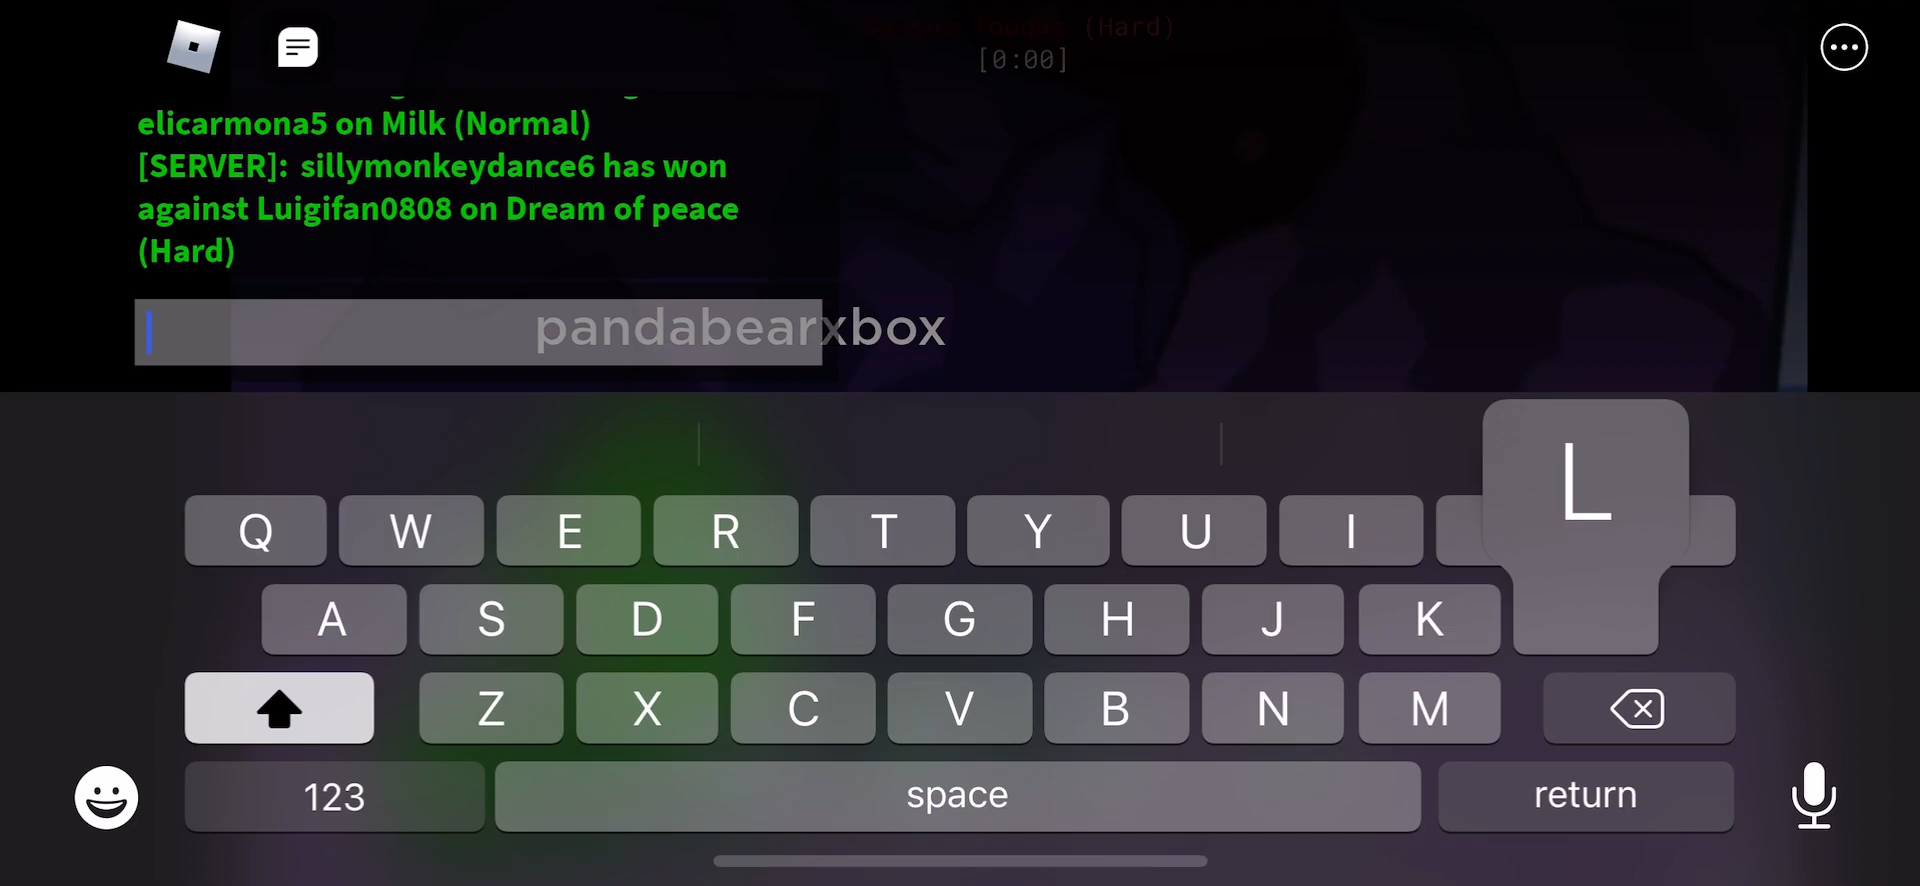 (Hard)
[0:00]
elicarmona5 on Milk (Normal)
[SERVER]: sillymonkeydance6 has won
against Luigifan0808 on Dream of peace
(Hard)
pandabearxbox
L
Q W E R T Y U I
A S D F G H J K
Z X C V B N M
123 space return